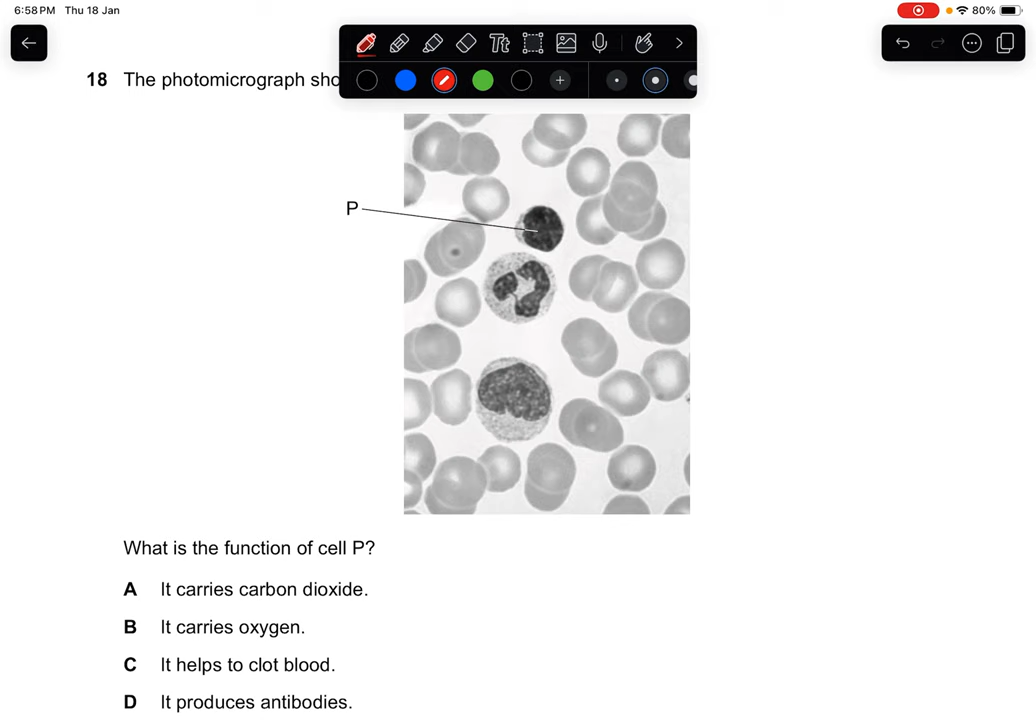 6:58 PM Thu 18 Jan
80%
Tt
18 The photomicrograph sho
P
What is the function of cell P?
A It carries carbon dioxide.
B It carries oxygen.
C It helps to clot blood.
D It produces antibodies.